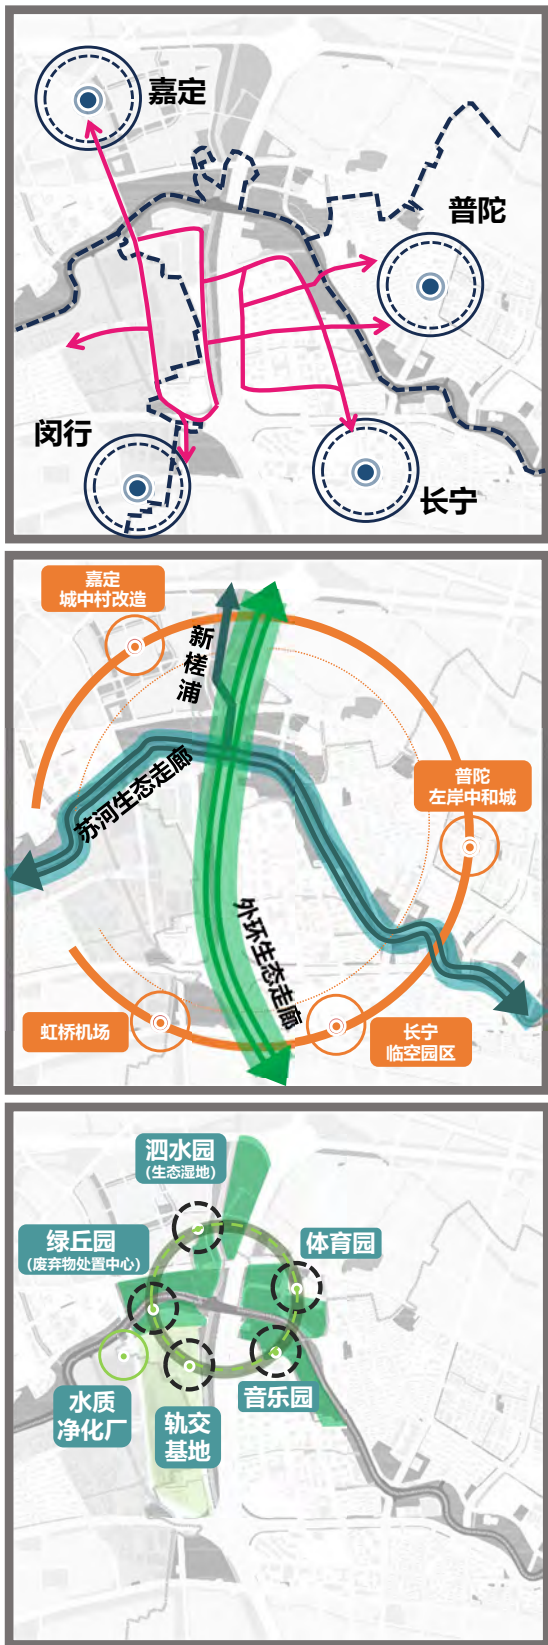 嘉定
普陀
闵行
长宁
嘉定
城中村改造
新槎浦
苏河生态走廊
普陀
左岸中和城
外环生态走廊
虹桥机场
长宁
临空园区
泗水园
(生态湿地)
绿丘园
(废弃物处置中心)
体育园
水质
净化厂
轨交
基地
音乐园